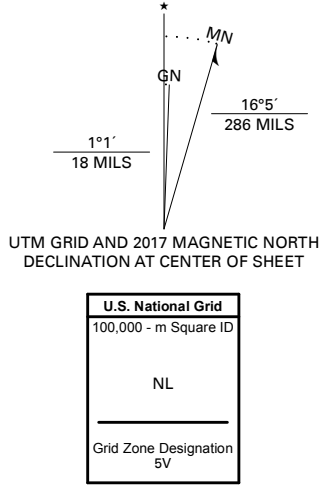 ★
MN
GN
16°5´
286 MILS
1°1´
18 MILS
UTM GRID AND 2017 MAGNETIC NORTH
DECLINATION AT CENTER OF SHEET
U.S. National Grid
100,000 - m Square ID
NL
Grid Zone Designation
5V